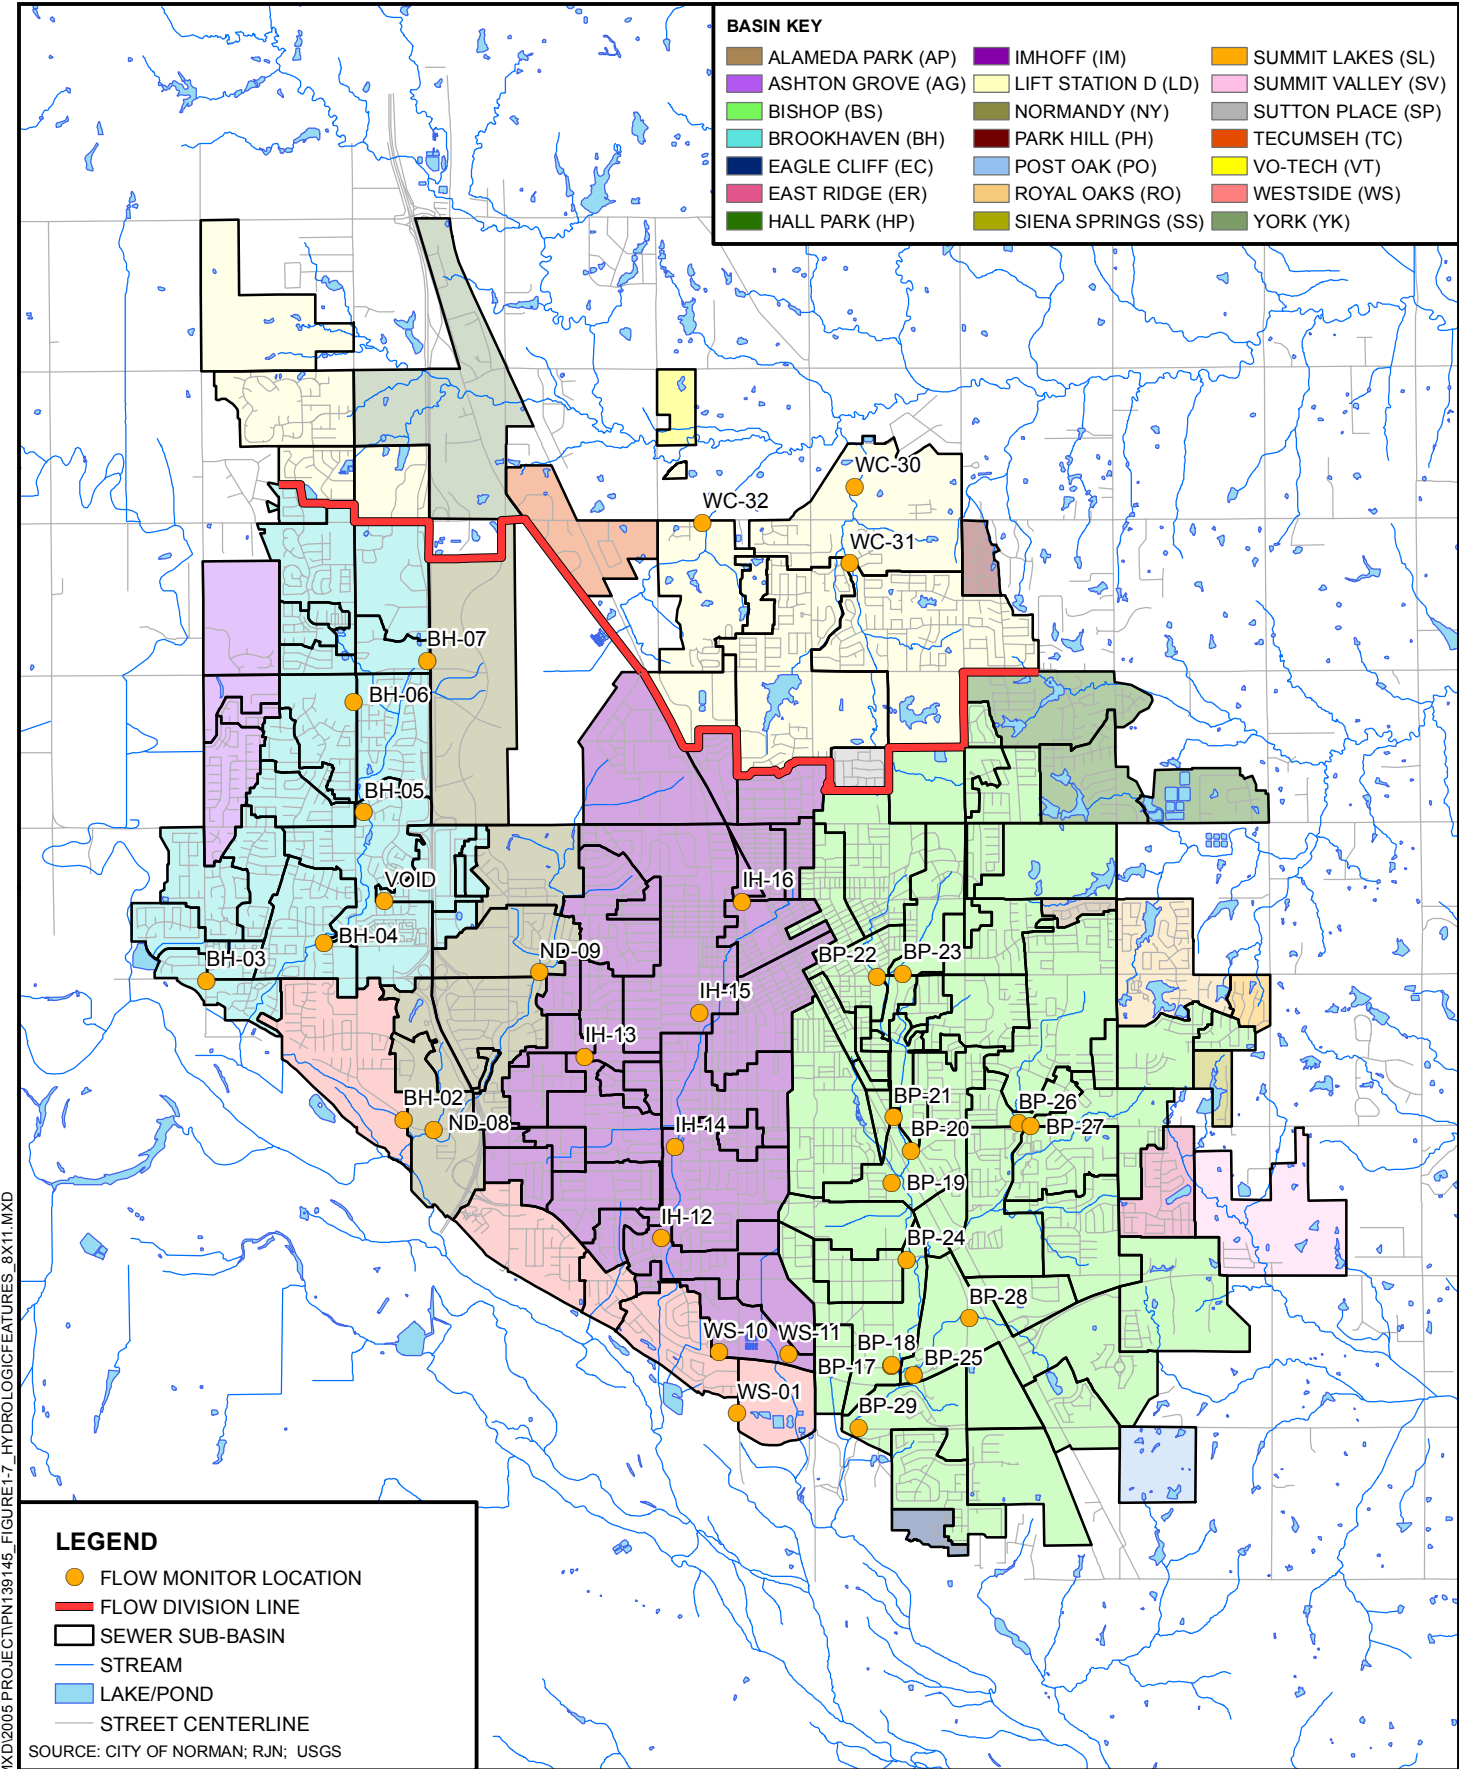 BASIN KEY
ALAMEDA PARK (AP)
ASHTON GROVE (AG)
BISHOP (BS)
BROOKHAVEN (BH)
EAGLE CLIFF (EC)
EAST RIDGE (ER)
HALL PARK (HP)
IMHOFF (IM)
LIFT STATION D (LD)
NORMANDY (NY)
PARK HILL (PH)
POST OAK (PO)
ROYAL OAKS (RO)
SIENA SPRINGS (SS)
SUMMIT LAKES (SL)
SUMMIT VALLEY (SV)
SUTTON PLACE (SP)
TECUMSEH (TC)
VO-TECH (VT)
WESTSIDE (WS)
YORK (YK)
WC-30
WC-32
WC-31
BH-07
BH-06
BH-05
VOID
IH-16
BH-04
ND-09
BP-22
BP-23
BH-03
IH-15
IH-13
BH-02
BP-21
BP-26
ND-08
IH-14
BP-20
BP-27
BP-19
IH-12
BP-24
BP-28
WS-10
WS-11
BP-18
BP-17
BP-25
WS-01
BP-29
LEGEND
FLOW MONITOR LOCATION
FLOW DIVISION LINE
SEWER SUB-BASIN
STREAM
LAKE/POND
STREET CENTERLINE
SOURCE: CITY OF NORMAN; RJN; USGS
MXD\2005 PROJECT\PN139145_FIGURE1-7_HYDROLOGICFEATURES_8X11.MXD